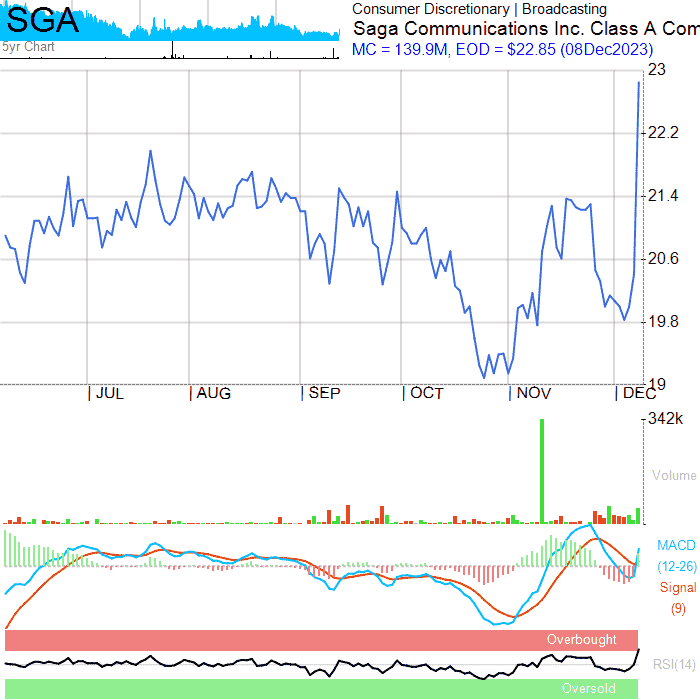 SGA
5yr Chart
Consumer Discretionary | Broadcasting
Saga Communications Inc. Class A Com
MC = 139.9M, EOD = $22.85 (08Dec2023)
23
22.2
21.4
20.6
19.8
19
JUL AUG SEP OCT NOV DEC
342k
Volume
MACD
(12-26)
Signal
(9)
Overbought
RSI(14)
Oversold